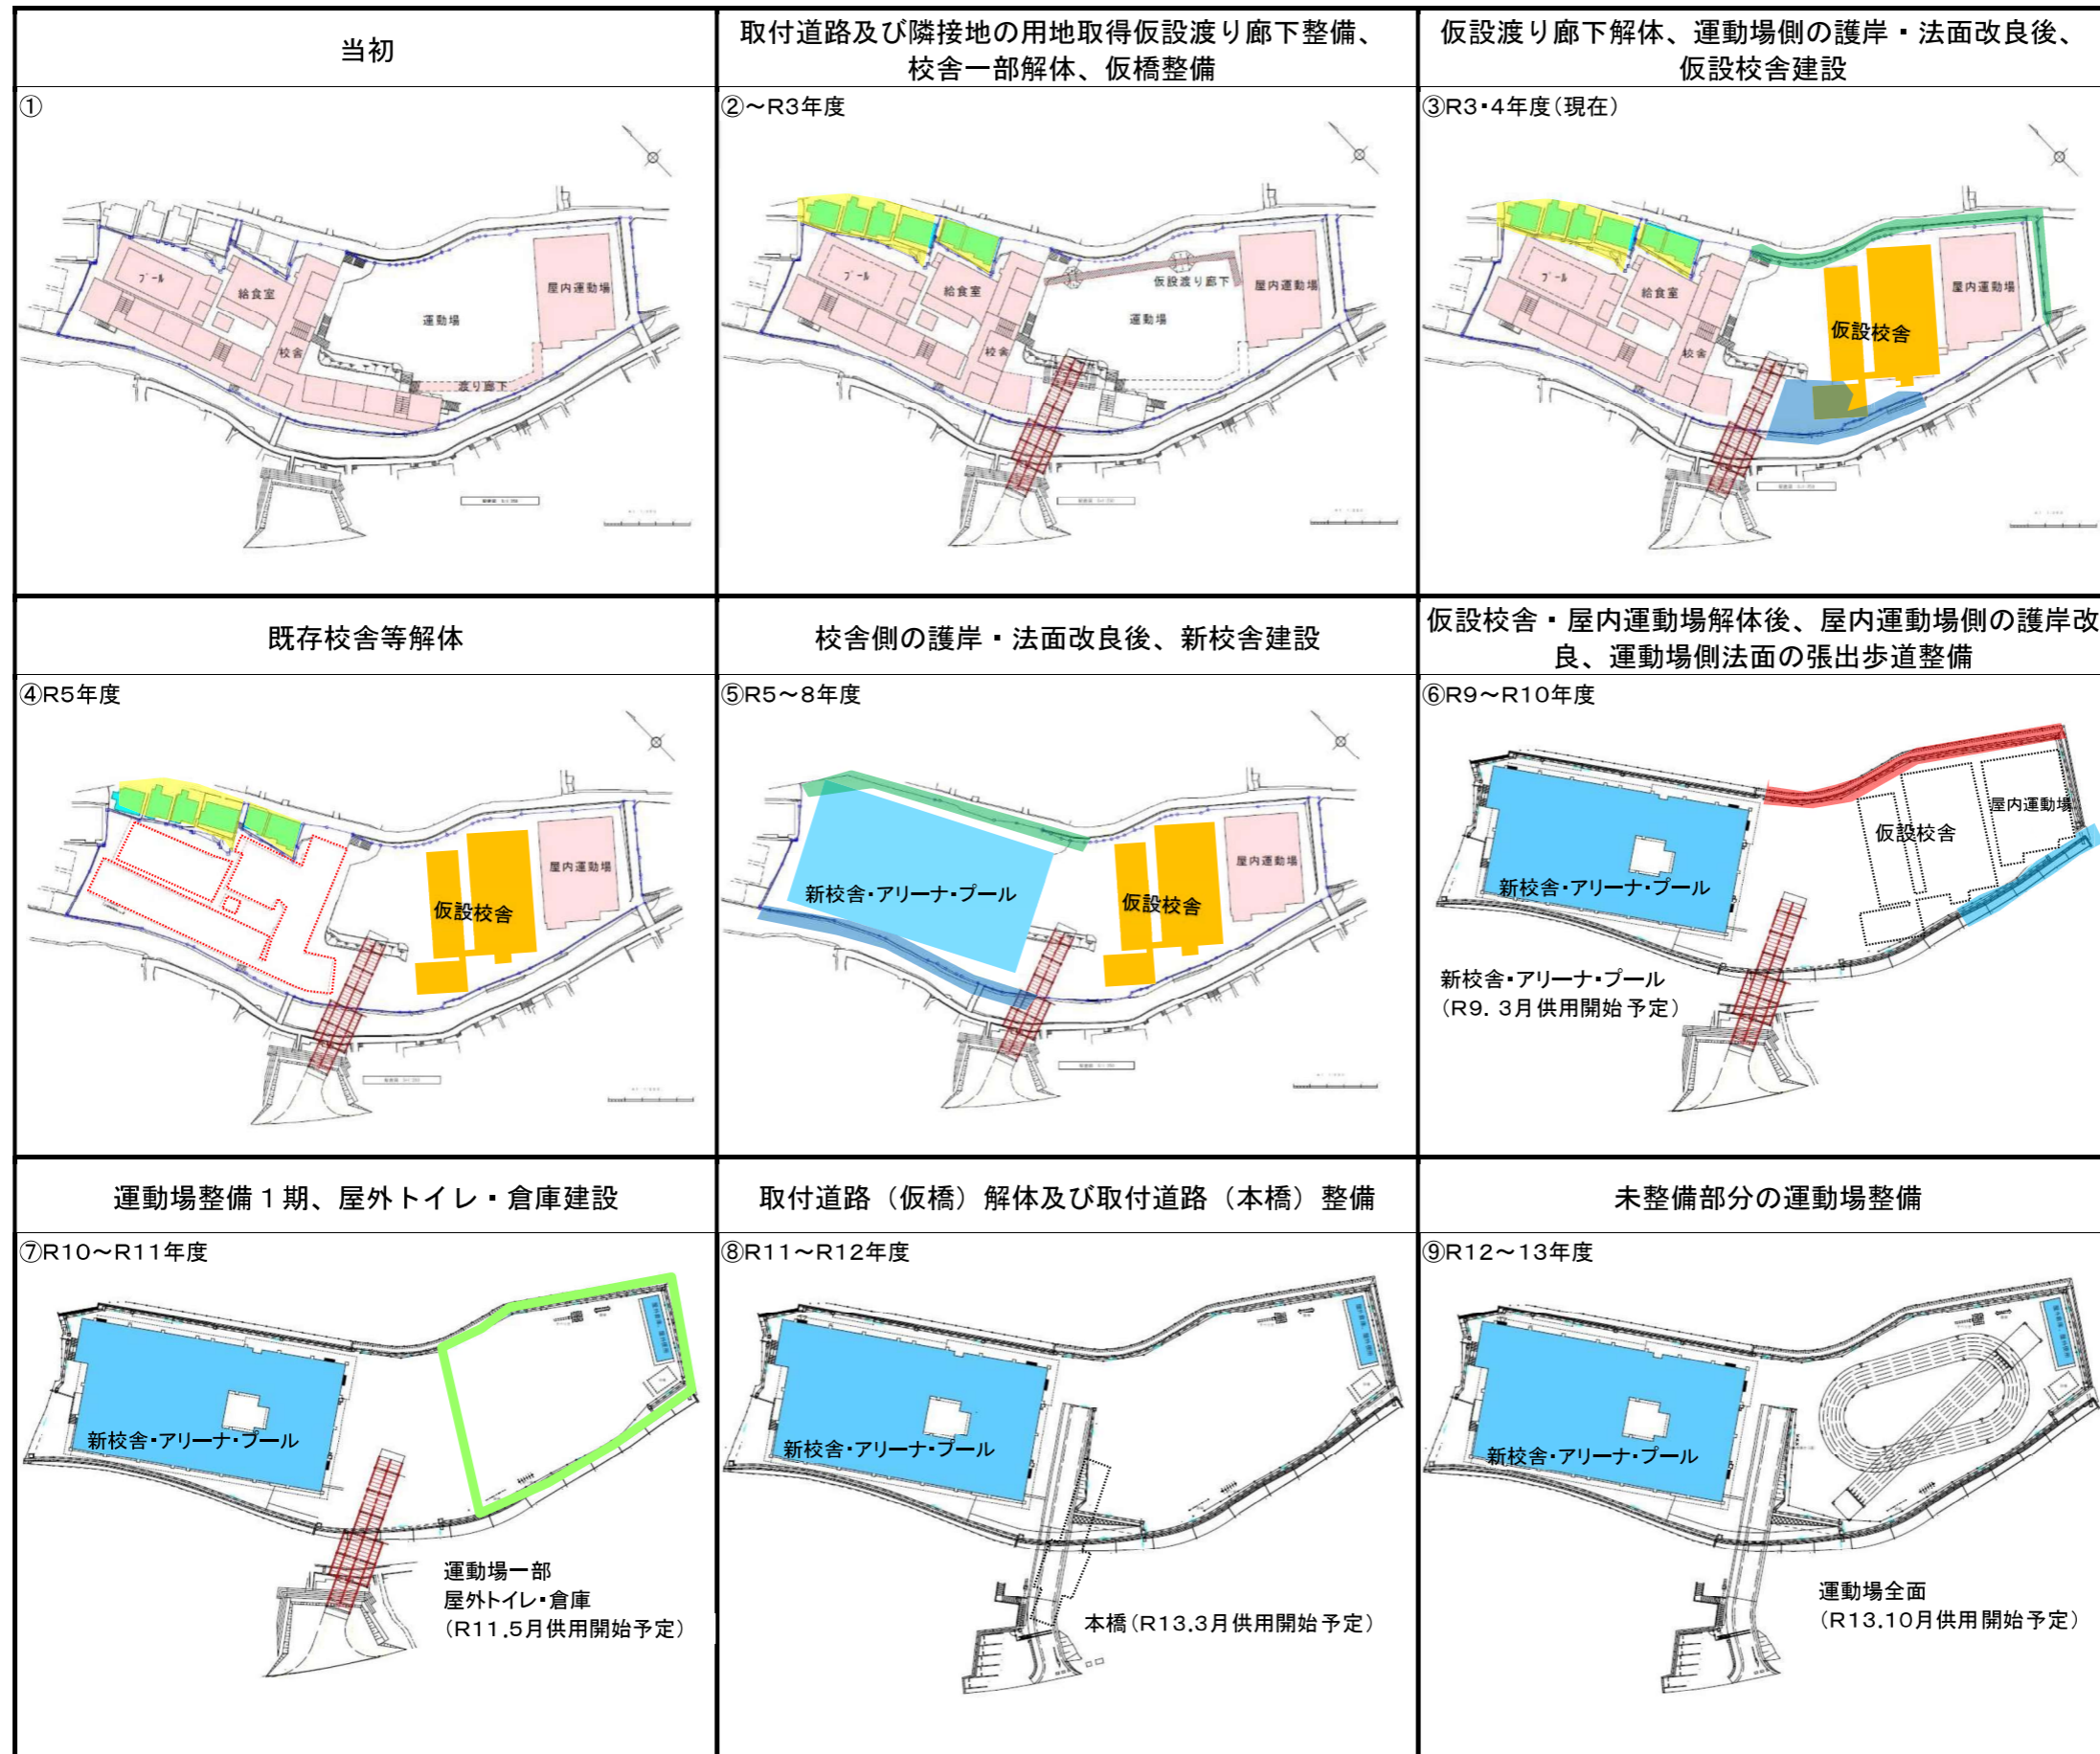 当初
①
プール
給食室
校舎
運動場
屋内運動場
渡り廊下
取付道路及び隣接地の用地取得仮設渡り廊下整備、
校舎一部解体、仮橋整備
②～R3年度
プール
給食室
校舎
仮設渡り廊下
運動場
屋内運動場
仮設渡り廊下解体、運動場側の護岸・法面改良後、
仮設校舎建設
③R3・4年度(現在)
プール
給食室
校舎
仮設校舎
屋内運動場
既存校舎等解体
④R5年度
仮設校舎
屋内運動場
校舎側の護岸・法面改良後、新校舎建設
⑤R5～8年度
新校舎・アリーナ・プール
仮設校舎
屋内運動場
仮設校舎・屋内運動場解体後、屋内運動場側の護岸改
良、運動場側法面の張出歩道整備
⑥R9～R10年度
屋内運動場
仮設校舎
新校舎・アリーナ・プール
新校舎・アリーナ・プール
(R9.3月供用開始予定)
運動場整備１期、屋外トイレ・倉庫建設
⑦R10～R11年度
新校舎・アリーナ・プール
運動場一部
屋外トイレ・倉庫
(R11.5月供用開始予定)
取付道路（仮橋）解体及び取付道路（本橋）整備
⑧R11～R12年度
新校舎・アリーナ・プール
本橋(R13.3月供用開始予定)
未整備部分の運動場整備
⑨R12～13年度
新校舎・アリーナ・プール
運動場全面
(R13.10月供用開始予定)